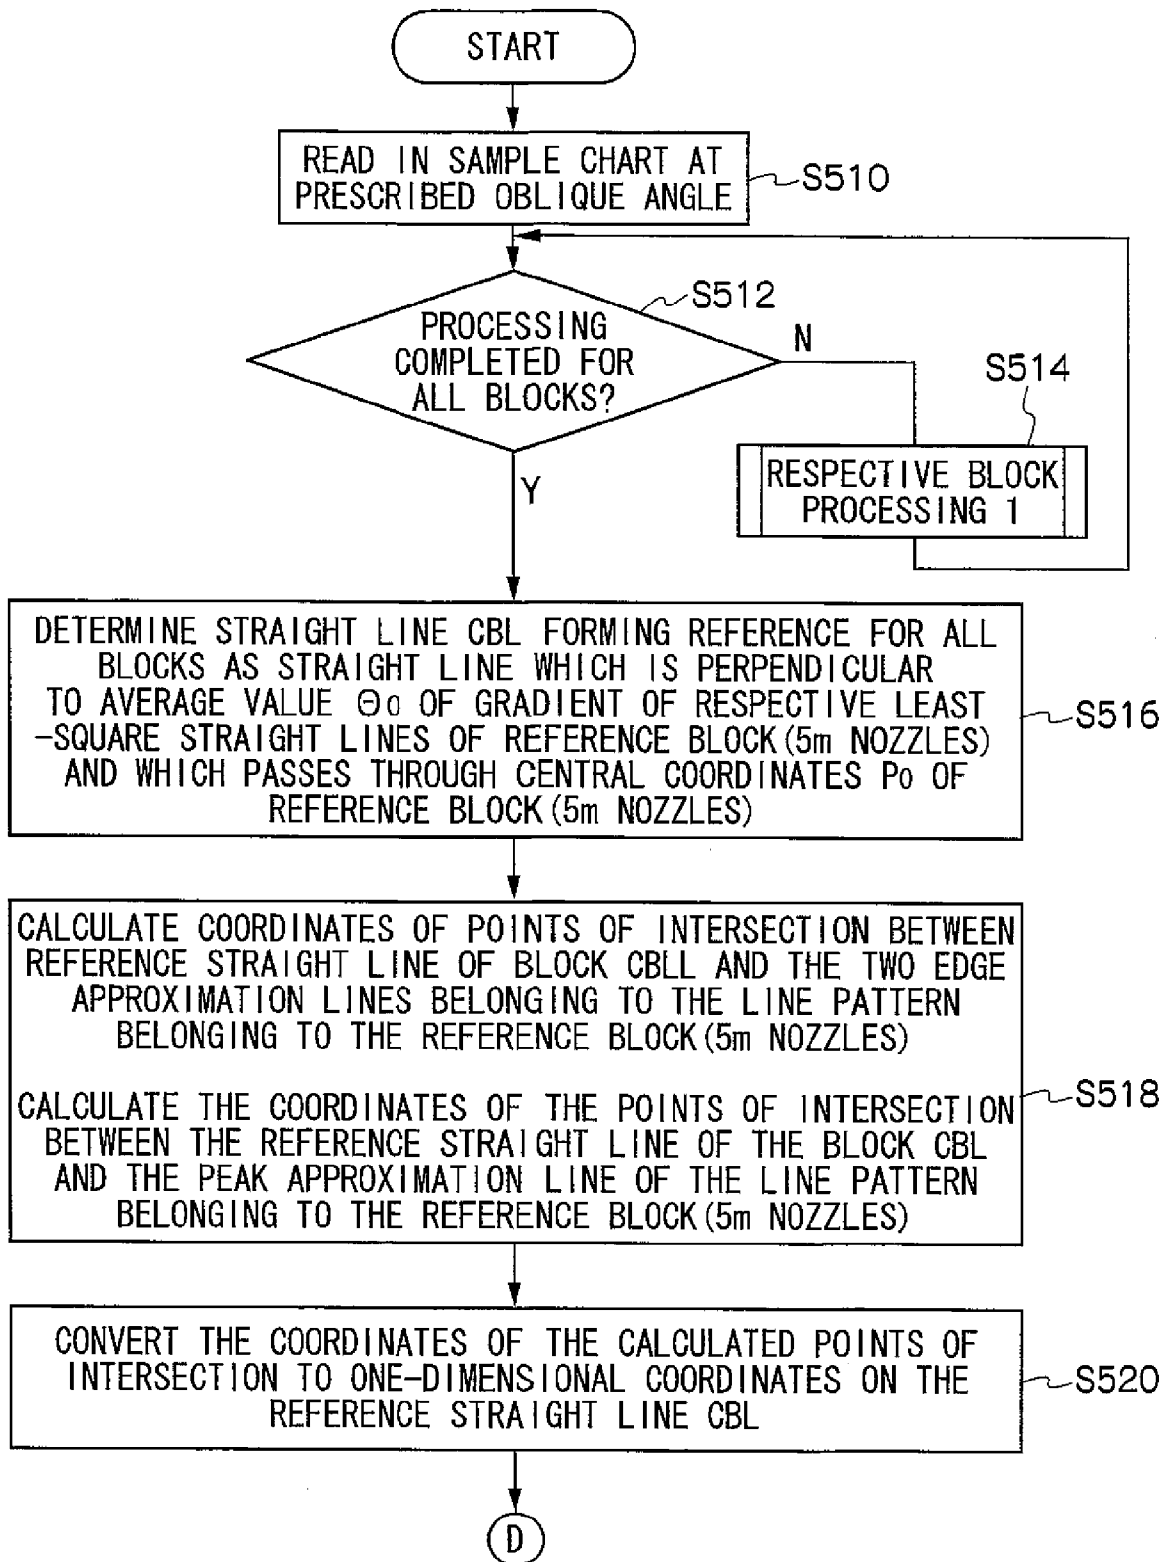 START
READ IN SAMPLE CHART AT
PRESCRIBED OBLIQUE ANGLE
S510
S512
PROCESSING
COMPLETED FOR
ALL BLOCKS?
N
S514
RESPECTIVE BLOCK
PROCESSING 1
Y
DETERMINE STRAIGHT LINE CBL FORMING REFERENCE FOR ALL
BLOCKS AS STRAIGHT LINE WHICH IS PERPENDICULAR
TO AVERAGE VALUE Θ0 OF GRADIENT OF RESPECTIVE LEAST
-SQUARE STRAIGHT LINES OF REFERENCE BLOCK(5m NOZZLES)
AND WHICH PASSES THROUGH CENTRAL COORDINATES P0 OF
REFERENCE BLOCK(5m NOZZLES)
S516
CALCULATE COORDINATES OF POINTS OF INTERSECTION BETWEEN
REFERENCE STRAIGHT LINE OF BLOCK CBLL AND THE TWO EDGE
APPROXIMATION LINES BELONGING TO THE LINE PATTERN
BELONGING TO THE REFERENCE BLOCK(5m NOZZLES)
CALCULATE THE COORDINATES OF THE POINTS OF INTERSECTION
BETWEEN THE REFERENCE STRAIGHT LINE OF THE BLOCK CBL
AND THE PEAK APPROXIMATION LINE OF THE LINE PATTERN
BELONGING TO THE REFERENCE BLOCK(5m NOZZLES)
S518
CONVERT THE COORDINATES OF THE CALCULATED POINTS OF
INTERSECTION TO ONE-DIMENSIONAL COORDINATES ON THE
REFERENCE STRAIGHT LINE CBL
S520
D